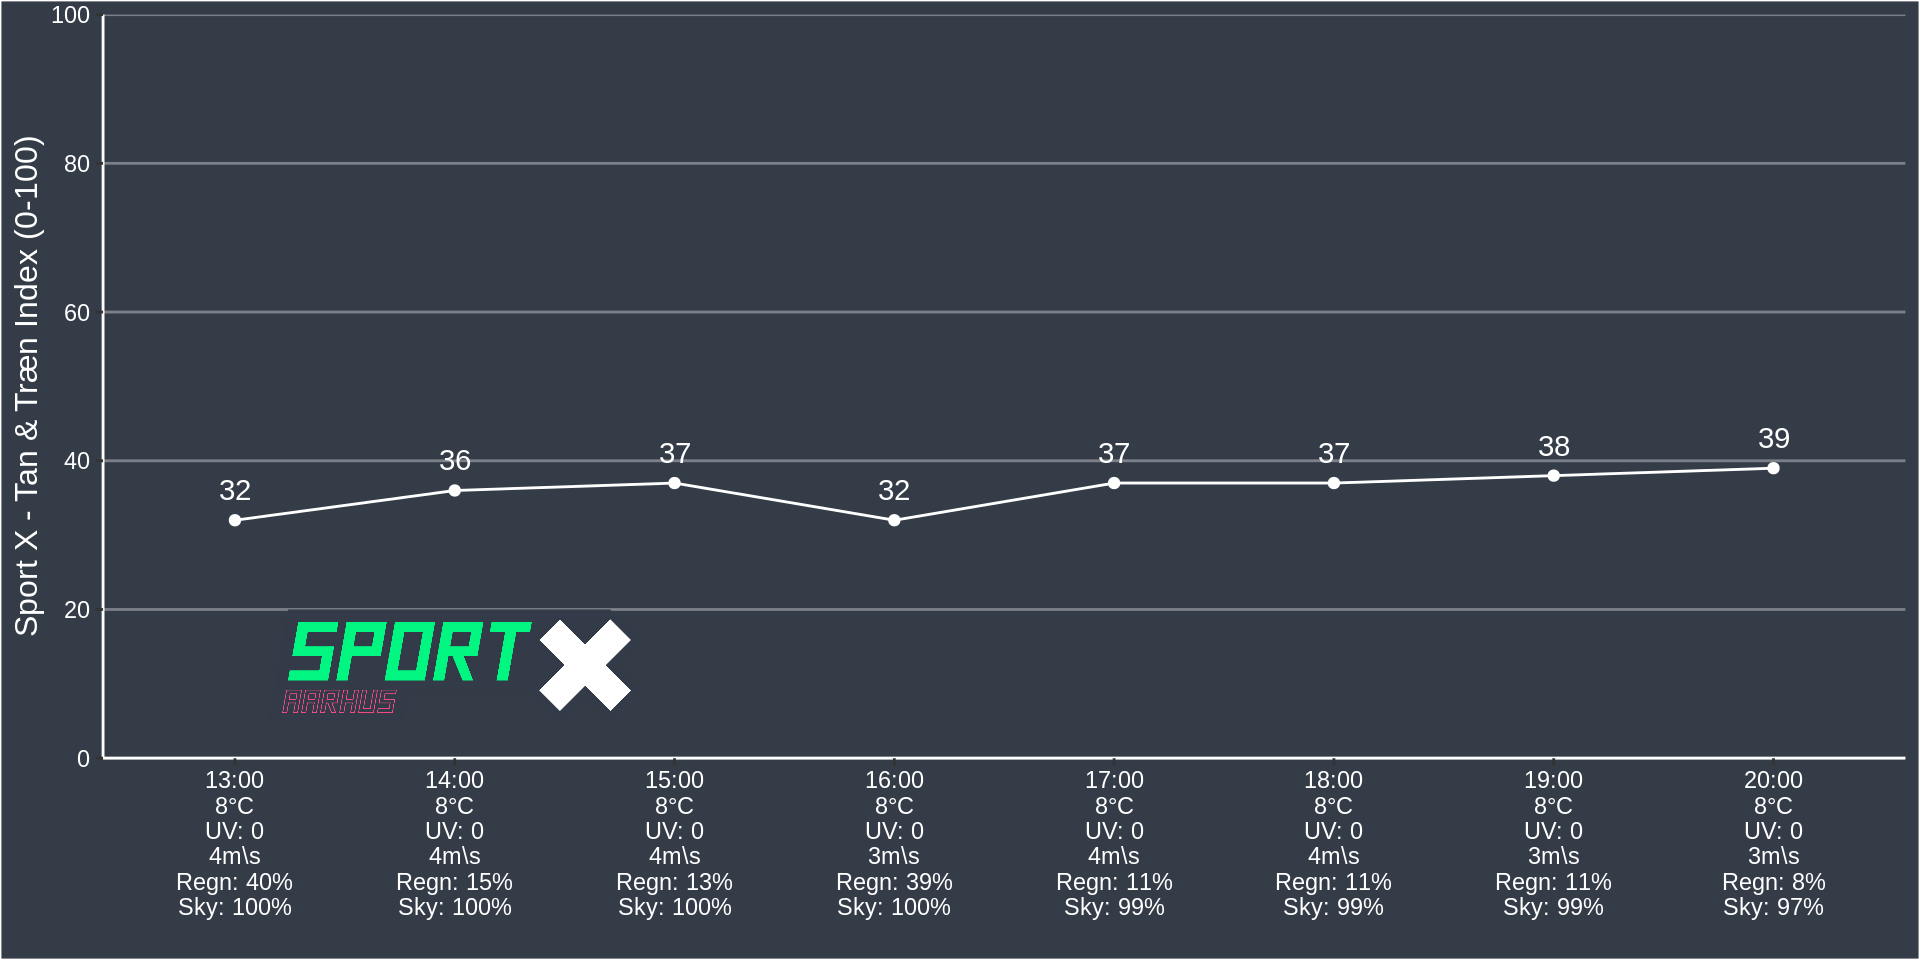 Sport X - Tan & Træn Index (0-100)
100
80
60
40
20
0
32
36
37
32
37
37
38
39
SPORT X
AARHUS
13:00
8°C
UV: 0
4m\s
Regn: 40%
Sky: 100%
14:00
8°C
UV: 0
4m\s
Regn: 15%
Sky: 100%
15:00
8°C
UV: 0
4m\s
Regn: 13%
Sky: 100%
16:00
8°C
UV: 0
3m\s
Regn: 39%
Sky: 100%
17:00
8°C
UV: 0
4m\s
Regn: 11%
Sky: 99%
18:00
8°C
UV: 0
4m\s
Regn: 11%
Sky: 99%
19:00
8°C
UV: 0
3m\s
Regn: 11%
Sky: 99%
20:00
8°C
UV: 0
3m\s
Regn: 8%
Sky: 97%